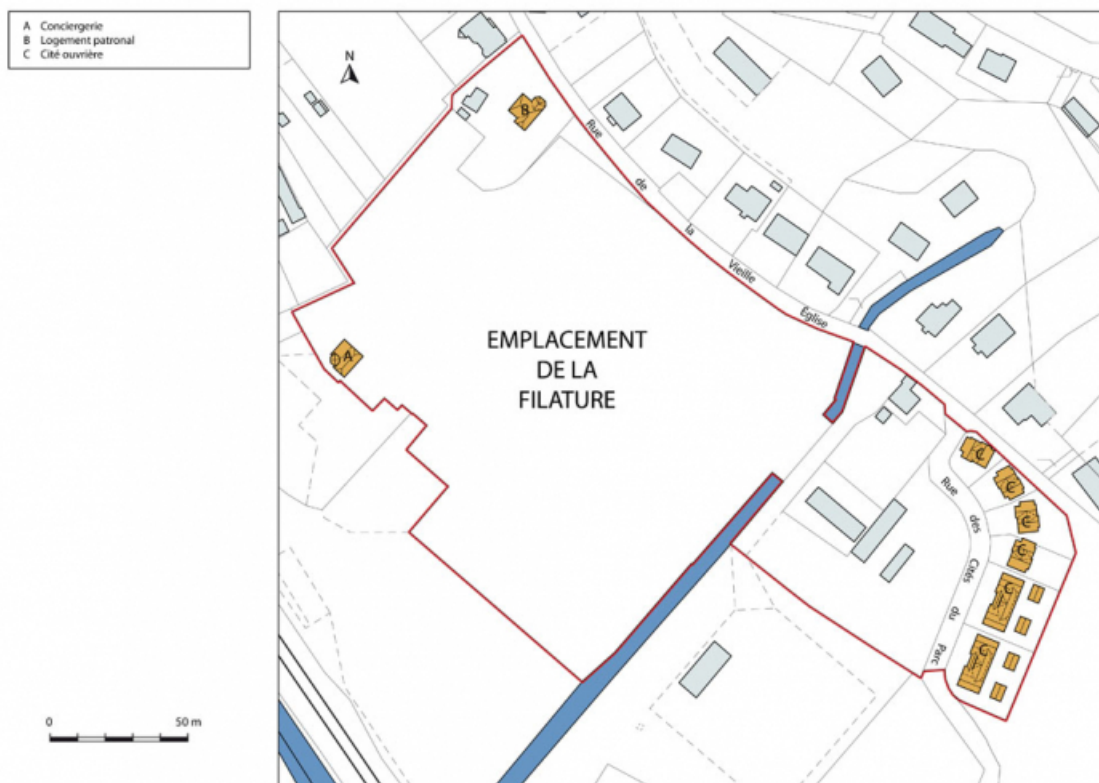 A Conciergerie
B Logement patronal
C Cité ouvrière
N
B
Rue de la Vieille Église
A
EMPLACEMENT
DE LA
FILATURE
C
C
C
C
C
C
Rue des Cités du Parc
0 50 m